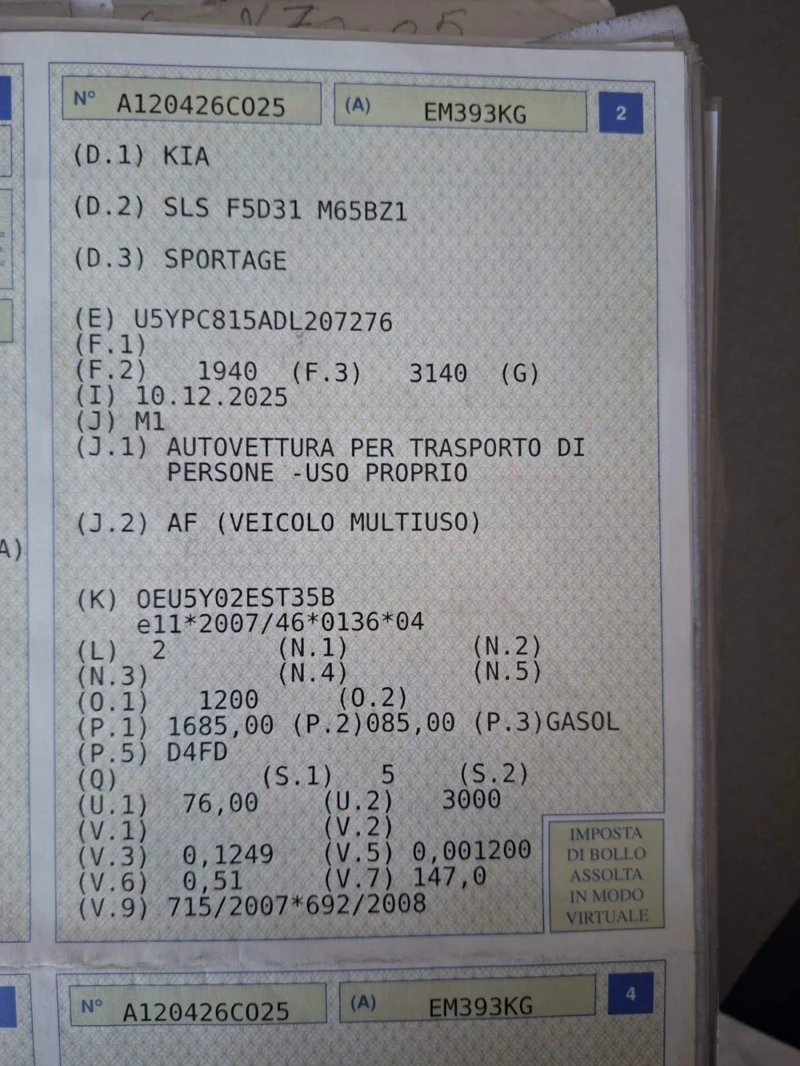 N° A120426CO25 (A) EM393KG 2
(D.1) KIA
(D.2) SLS F5D31 M65BZ1
(D.3) SPORTAGE
(E) U5YPC815ADL207276
(F.1)
(F.2) 1940 (F.3) 3140 (G)
(I) 10.12.2025
(J) M1
(J.1) AUTOVETTURA PER TRASPORTO DI
PERSONE -USO PROPRIO
(J.2) AF (VEICOLO MULTIUSO)
A)
(K) OEU5Y02EST35B
e11*2007/46*0136*04
(L) 2 (N.1) (N.2)
(N.3) (N.4) (N.5)
(O.1) 1200 (O.2)
(P.1) 1685,00 (P.2)085,00 (P.3)GASOL
(P.5) D4FD
(Q) (S.1) 5 (S.2)
(U.1) 76,00 (U.2) 3000
(V.1) (V.2)
(V.3) 0,1249 (V.5) 0,001200
(V.6) 0,51 (V.7) 147,0
(V.9) 715/2007*692/2008
IMPOSTA
DI BOLLO
ASSOLTA
IN MODO
VIRTUALE
N° A120426CO25 (A) EM393KG 4